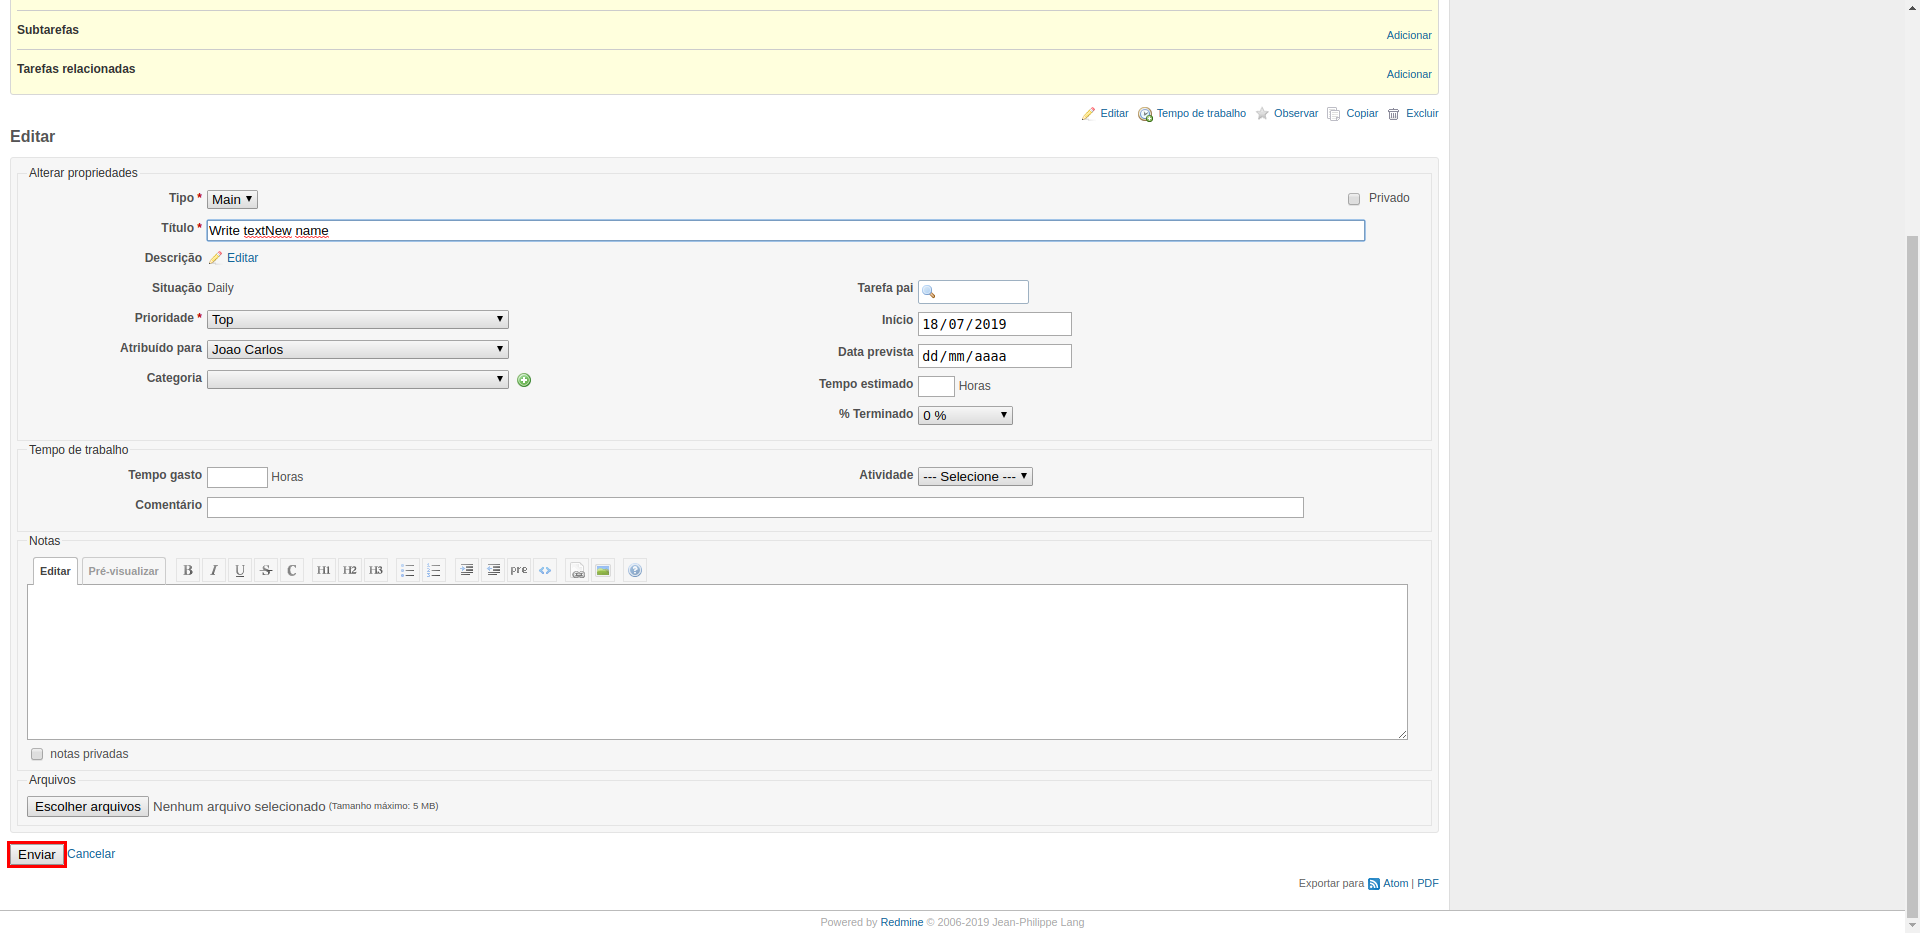 Subtarefas
Adicionar
Tarefas relacionadas
Adicionar
Editar Tempo de trabalho Observar Copiar Excluir
Editar
Alterar propriedades
Tipo * Main Privado
Título * Write textNew name
Descrição Editar
Situação Daily
Tarefa pai
Prioridade * Top
Início 18/07/2019
Atribuído para Joao Carlos
Data prevista dd/mm/aaaa
Categoria
Tempo estimado Horas
% Terminado 0 %
Tempo de trabalho
Tempo gasto Horas
Atividade --- Selecione ---
Comentário
Notas
Editar Pré-visualizar B I U S C H1 H2 H3 pre <>
notas privadas
Arquivos
Escolher arquivos Nenhum arquivo selecionado (Tamanho máximo: 5 MB)
Enviar Cancelar
Exportar para Atom | PDF
Powered by Redmine © 2006-2019 Jean-Philippe Lang